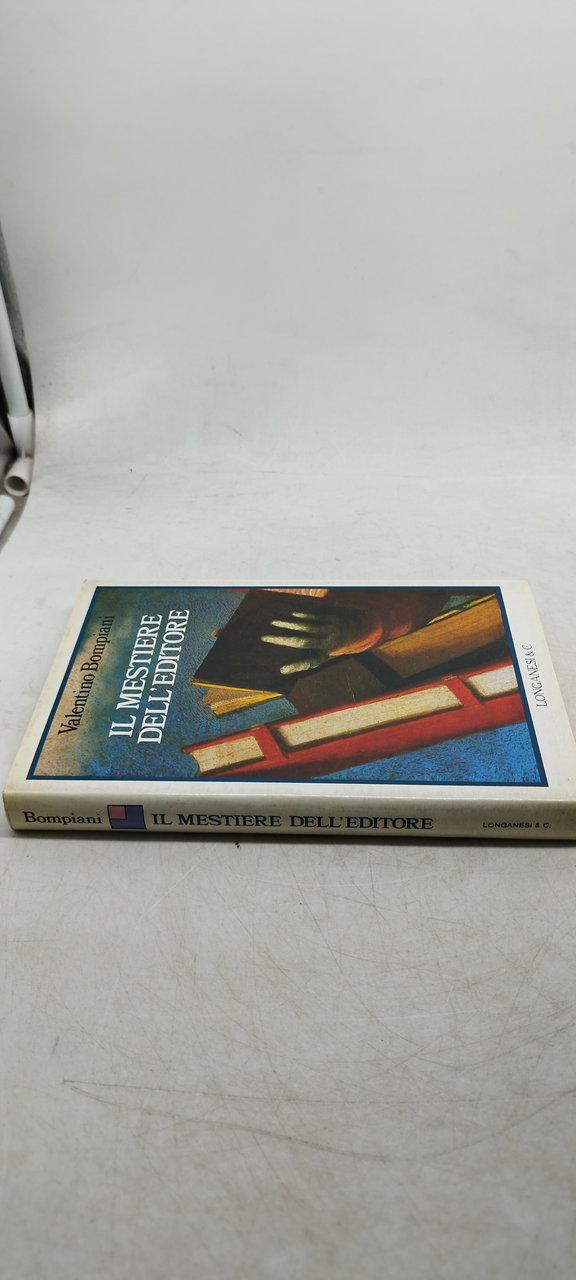 Valentino Bompiani
IL MESTIERE
DELL'EDITORE
LONGANESI & C.
Bompiani IL MESTIERE DELL'EDITORE LONGANESI & C.